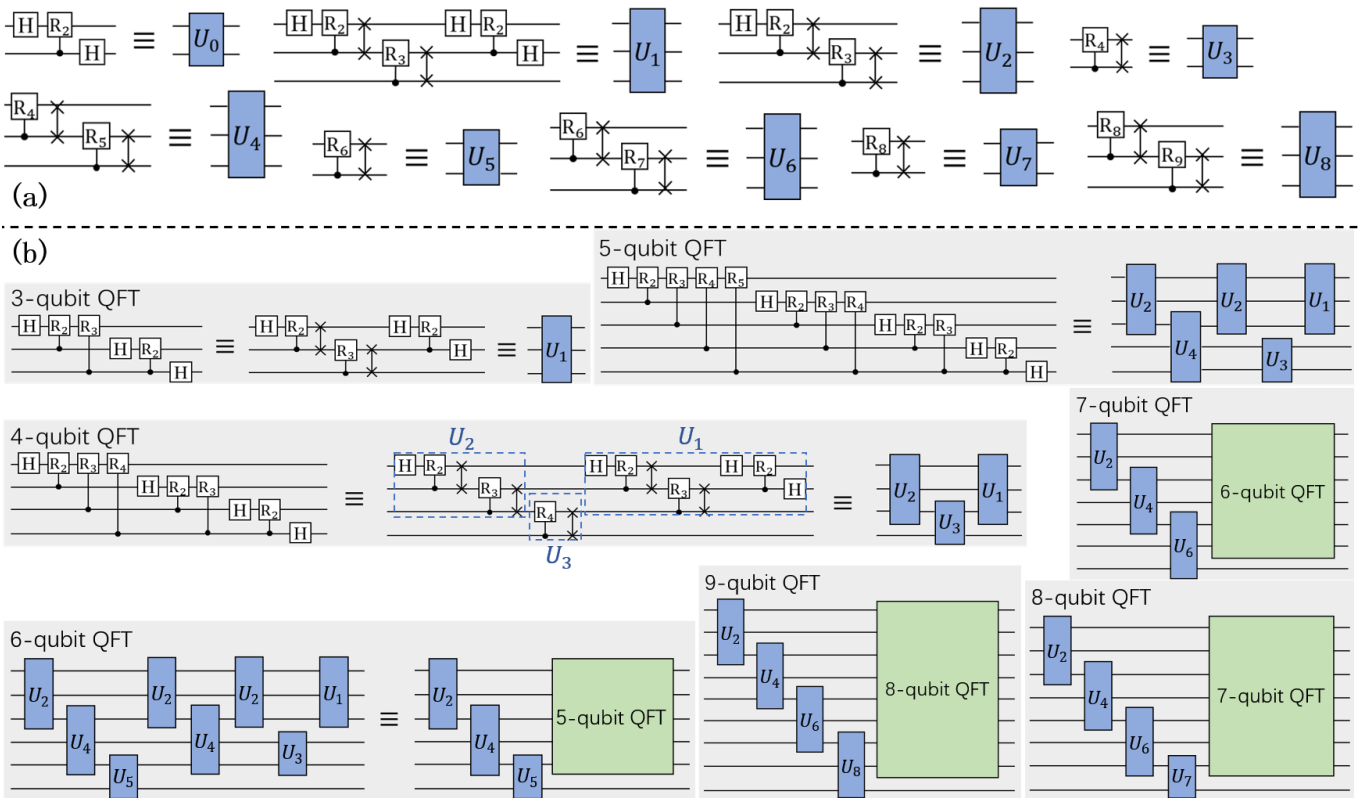 H R₂ H ≡ U₀
H R₂ R₃ H R₂ H ≡ U₁
H R₂ R₃ ≡ U₂
R₄ ≡ U₃
R₄ R₅ ≡ U₄
R₆ ≡ U₅
R₆ R₇ ≡ U₆
R₈ ≡ U₇
R₈ R₉ ≡ U₈
(a)
(b)
3-qubit QFT
H R₂ R₃ H R₂ H ≡ H R₂ R₃ H R₂ H ≡ U₁
5-qubit QFT
H R₂ R₃ R₄ R₅ H R₂ R₃ R₄ H R₂ R₃ H R₂ H ≡ U₂ U₄ U₂ U₃ U₁
4-qubit QFT
H R₂ R₃ R₄ H R₂ R₃ H R₂ H ≡ U₂ U₁
H R₂ R₃ R₄ H R₂ R₃ H R₂ H
U₃
≡ U₂ U₃ U₁
7-qubit QFT
U₂ U₄ U₆ 6-qubit QFT
6-qubit QFT
U₂ U₄ U₅ U₂ U₄ U₂ U₃ U₁ ≡ U₂ U₄ U₅ 5-qubit QFT
9-qubit QFT
U₂ U₄ U₆ U₈ 8-qubit QFT
8-qubit QFT
U₂ U₄ U₆ U₇ 7-qubit QFT